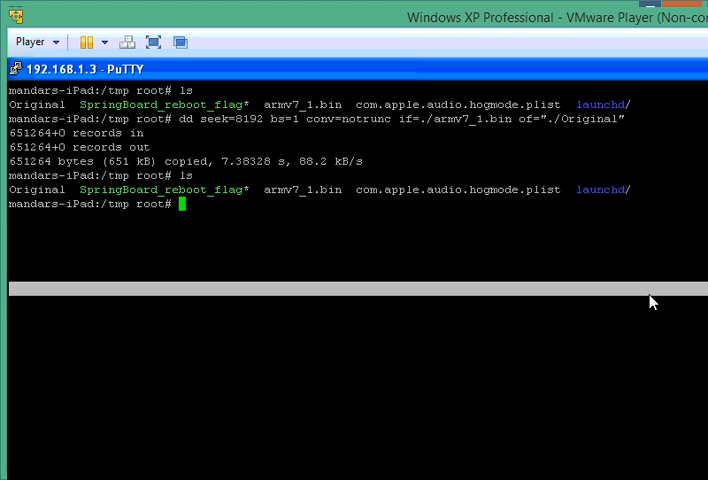 Windows XP Professional - VMware Player (Non-co
Player
192.168.1.3 - PuTTY
mandars-iPad:/tmp root# ls
Original  SpringBoard_reboot_flag*  armv7_1.bin  com.apple.audio.hogmode.plist  launchd/
mandars-iPad:/tmp root# dd seek=8192 bs=1 conv=notrunc if=./armv7_1.bin of="./Original"
651264+0 records in
651264+0 records out
651264 bytes (651 kB) copied, 7.38328 s, 88.2 kB/s
mandars-iPad:/tmp root# ls
Original  SpringBoard_reboot_flag*  armv7_1.bin  com.apple.audio.hogmode.plist  launchd/
mandars-iPad:/tmp root#